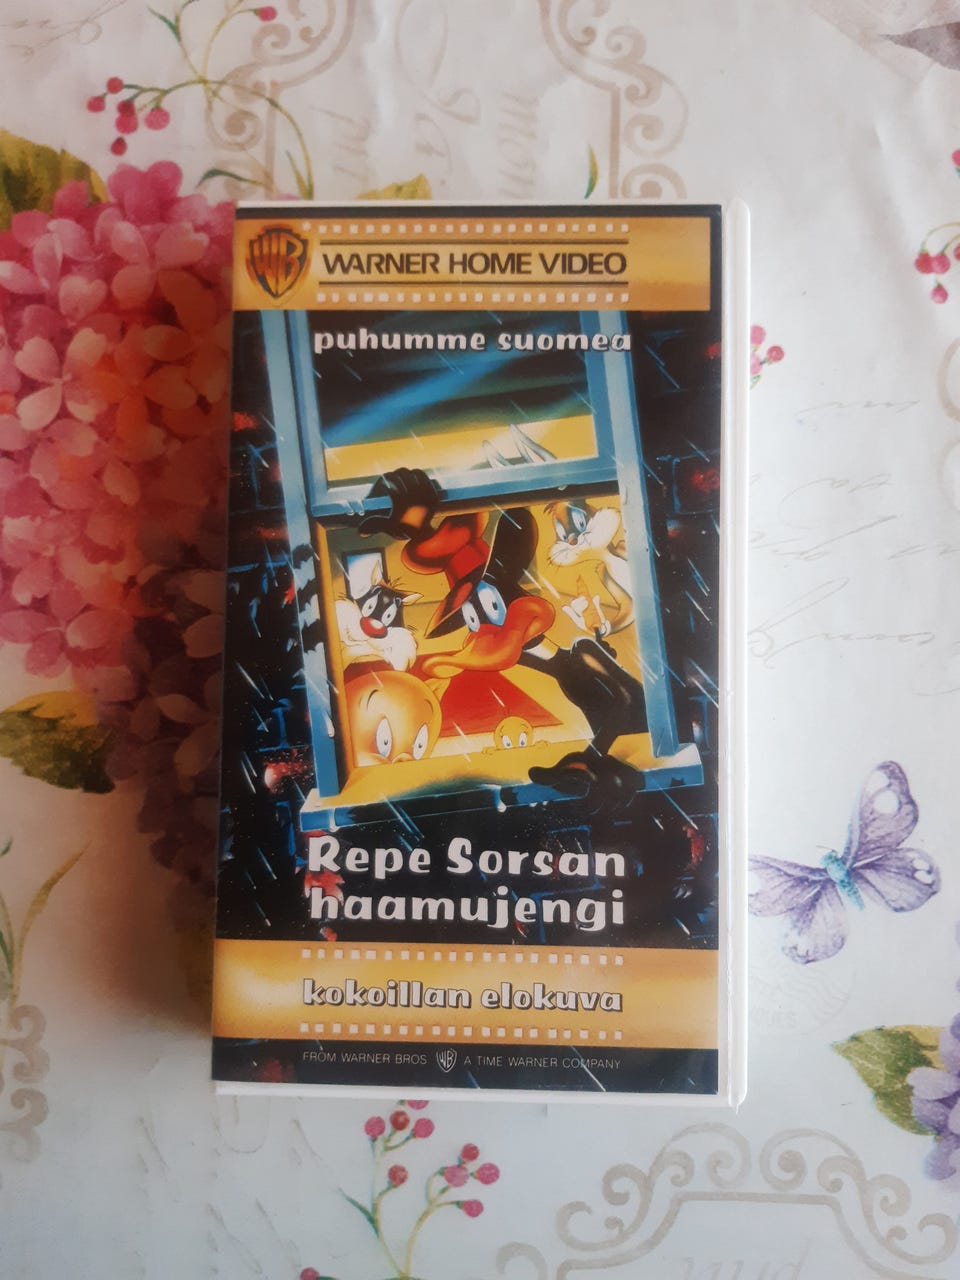 WB WARNER HOME VIDEO
puhumme suomea
Repe Sorsan
haamujengi
kokoillan elokuva
FROM WARNER BROS WB A TIME WARNER COMPANY